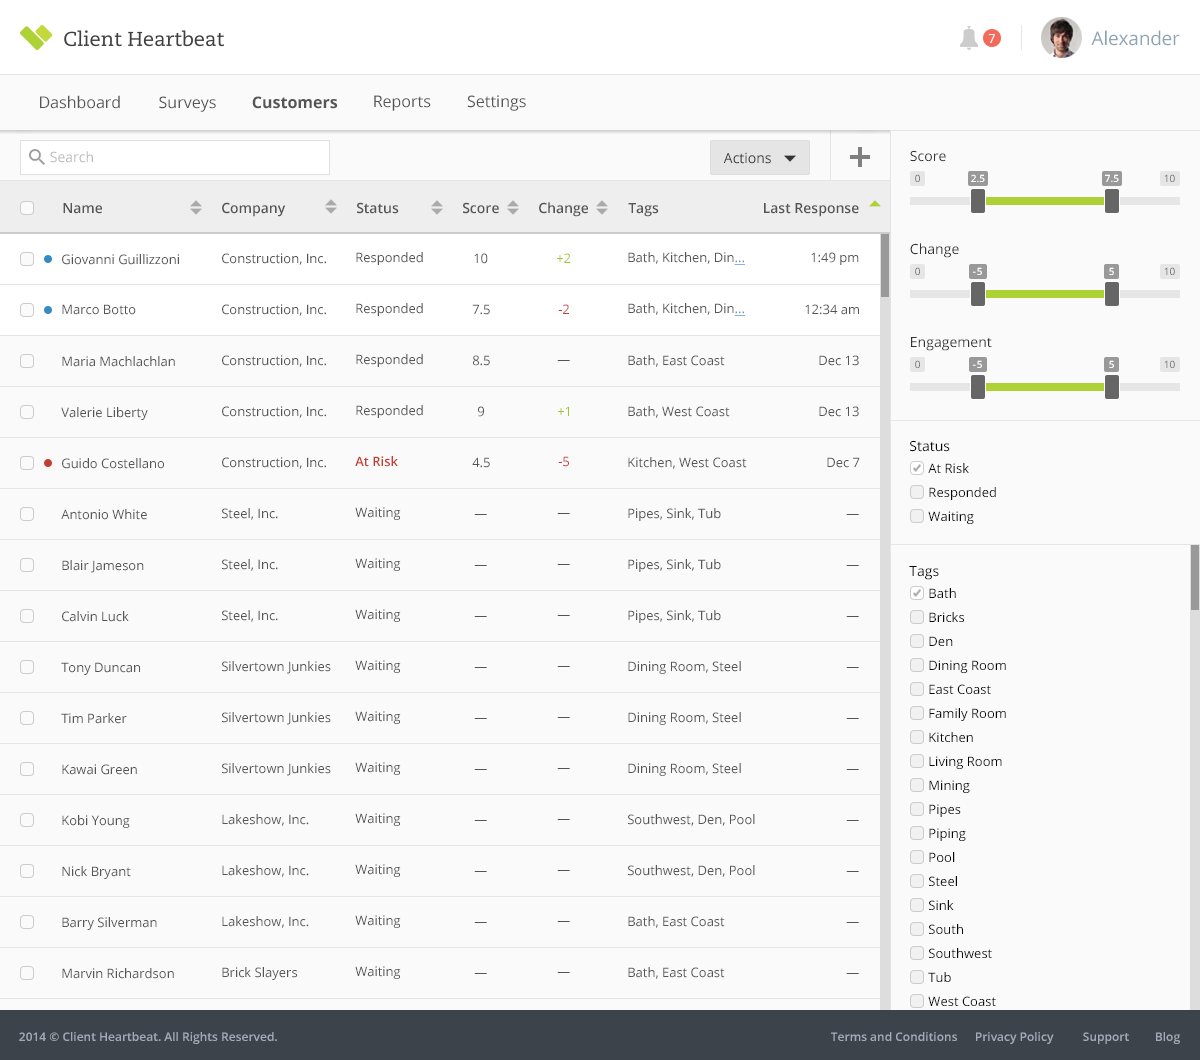 Client Heartbeat
7
Alexander
Dashboard Surveys Customers Reports Settings
Search
Actions
Name Company Status Score Change Tags Last Response
Giovanni Guillizzoni Construction, Inc. Responded 10 +2 Bath, Kitchen, Din... 1:49 pm
Marco Botto Construction, Inc. Responded 7.5 -2 Bath, Kitchen, Din... 12:34 am
Maria Machlachlan Construction, Inc. Responded 8.5 — Bath, East Coast Dec 13
Valerie Liberty Construction, Inc. Responded 9 +1 Bath, West Coast Dec 13
Guido Costellano Construction, Inc. At Risk 4.5 -5 Kitchen, West Coast Dec 7
Antonio White Steel, Inc. Waiting — — Pipes, Sink, Tub —
Blair Jameson Steel, Inc. Waiting — — Pipes, Sink, Tub —
Calvin Luck Steel, Inc. Waiting — — Pipes, Sink, Tub —
Tony Duncan Silvertown Junkies Waiting — — Dining Room, Steel —
Tim Parker Silvertown Junkies Waiting — — Dining Room, Steel —
Kawai Green Silvertown Junkies Waiting — — Dining Room, Steel —
Kobi Young Lakeshow, Inc. Waiting — — Southwest, Den, Pool —
Nick Bryant Lakeshow, Inc. Waiting — — Southwest, Den, Pool —
Barry Silverman Lakeshow, Inc. Waiting — — Bath, East Coast —
Marvin Richardson Brick Slayers Waiting — — Bath, East Coast —
Score
0 2.5 7.5 10
Change
0 -5 5 10
Engagement
0 -5 5 10
Status
At Risk
Responded
Waiting
Tags
Bath
Bricks
Den
Dining Room
East Coast
Family Room
Kitchen
Living Room
Mining
Pipes
Piping
Pool
Steel
Sink
South
Southwest
Tub
West Coast
2014 © Client Heartbeat. All Rights Reserved. Terms and Conditions Privacy Policy Support Blog